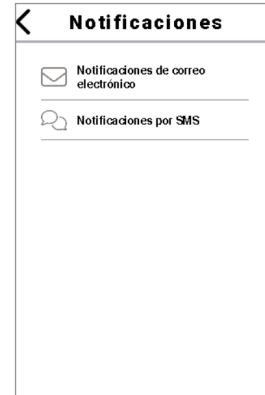 Notificaciones
Notificaciones de correo
electrónico
Notificaciones por SMS